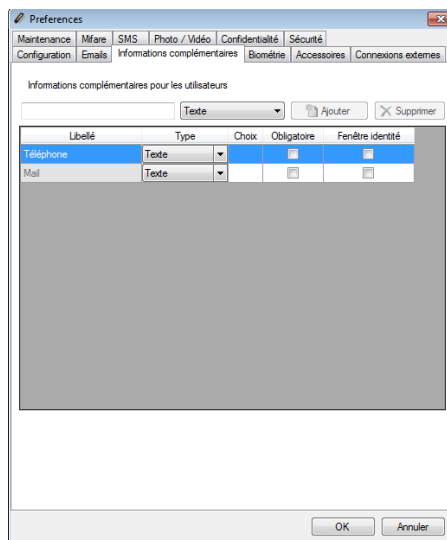 Preferences
Maintenance Mifare SMS Photo / Vidéo Confidentialité Sécurité
Configuration Emails Informations complémentaires Biométrie Accessoires Connexions externes
Informations complémentaires pour les utilisateurs
Texte Ajouter Supprimer
Libellé Type Choix Obligatoire Fenêtre identité
Téléphone Texte
Mail Texte
OK Annuler